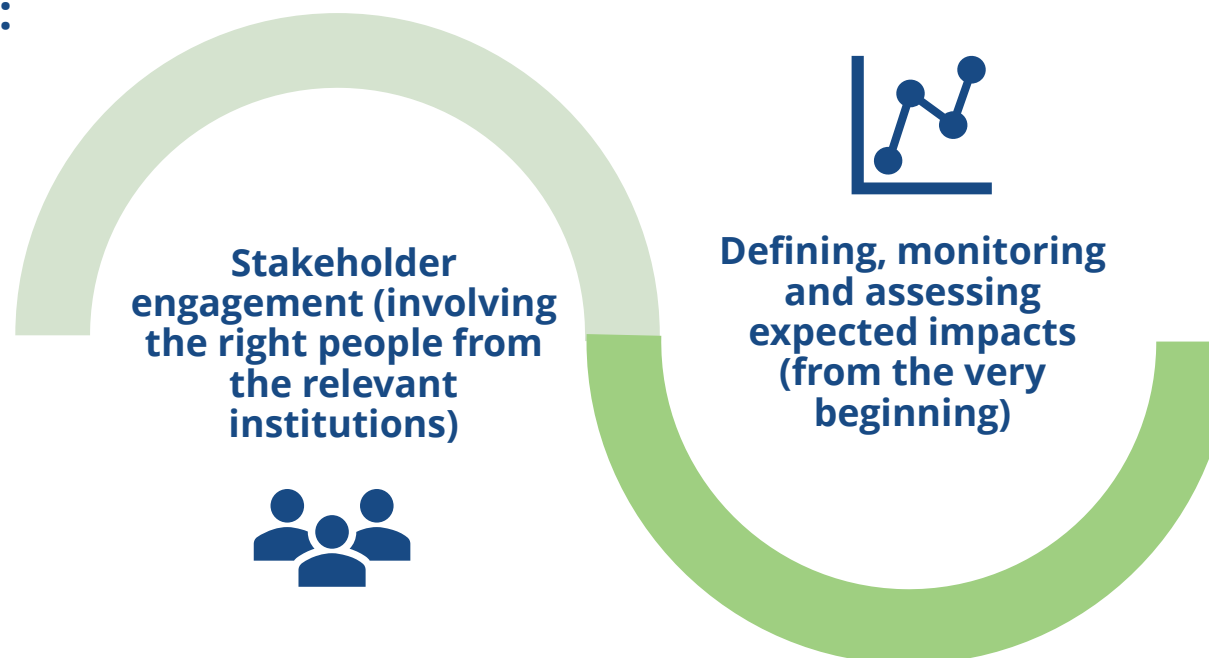 :
Stakeholder
engagement (involving
the right people from
the relevant
institutions)
Defining, monitoring
and assessing
expected impacts
(from the very
beginning)